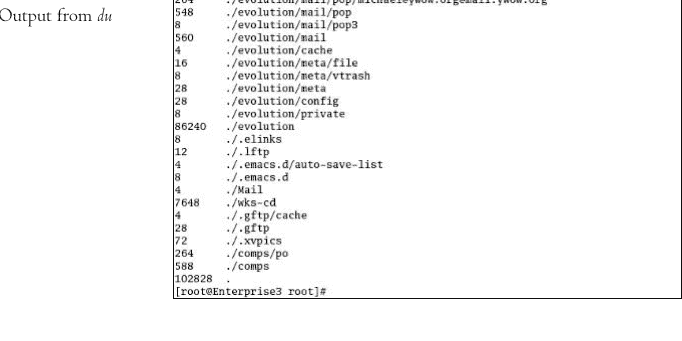 Output from du
548 ./evolution/mail/pop
8 ./evolution/mail/pop3
560 ./evolution/mail
4 ./evolution/cache
16 ./evolution/meta/file
8 ./evolution/meta/vtrash
28 ./evolution/meta
28 ./evolution/config
8 ./evolution/private
86240 ./evolution
8 ./.elinks
12 ./.lftp
4 ./.emacs.d/auto-save-list
8 ./.emacs.d
4 ./Mail
7648 ./wks-cd
4 ./.gftp/cache
28 ./.gftp
72 ./.xvpics
264 ./comps/po
588 ./comps
102828 .
[root@Enterprise3 root]#